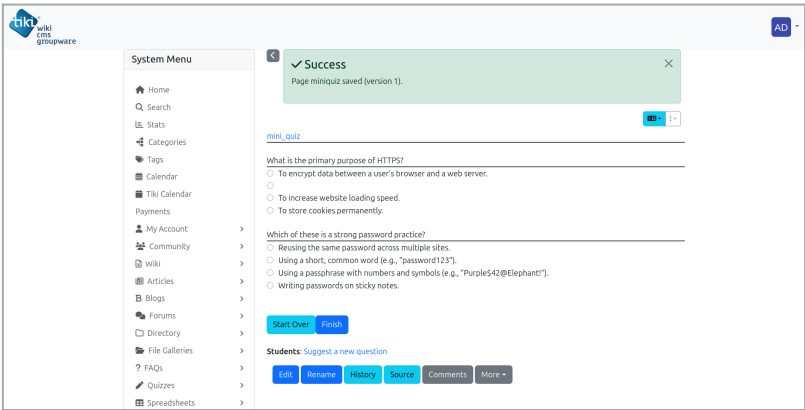 tiki
wiki
cms
groupware
AD
System Menu
Home
Search
Stats
Categories
Tags
Calendar
Tiki Calendar
Payments
My Account
Community
Wiki
Articles
Blogs
Forums
Directory
File Galleries
FAQs
Quizzes
Spreadsheets
Success
Page miniquiz saved (version 1).
mini_quiz
What is the primary purpose of HTTPS?
To encrypt data between a user's browser and a web server.
To increase website loading speed.
To store cookies permanently.
Which of these is a strong password practice?
Reusing the same password across multiple sites.
Using a short, common word (e.g., "password123").
Using a passphrase with numbers and symbols (e.g., "Purple$42@Elephant!").
Writing passwords on sticky notes.
Start Over Finish
Students: Suggest a new question
Edit Rename History Source Comments More